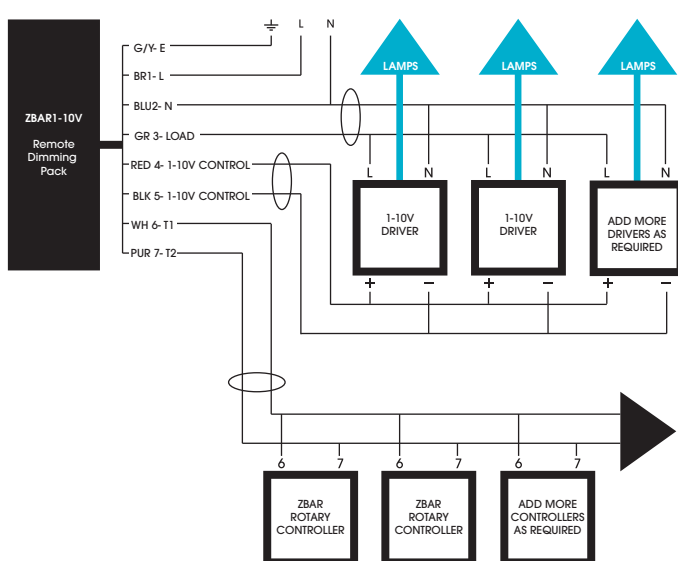 L N
G/Y- E
BR1- L
BLU2- N
GR 3- LOAD
RED 4- 1-10V CONTROL
BLK 5- 1-10V CONTROL
WH 6- T1
PUR 7- T2
ZBAR1-10V
Remote
Dimming
Pack
LAMPS
LAMPS
LAMPS
L N
L N
L N
1-10V
DRIVER
1-10V
DRIVER
ADD MORE
DRIVERS AS
REQUIRED
+ −
+ −
+ −
6 7
6 7
6 7
ZBAR
ROTARY
CONTROLLER
ZBAR
ROTARY
CONTROLLER
ADD MORE
CONTROLLERS
AS REQUIRED